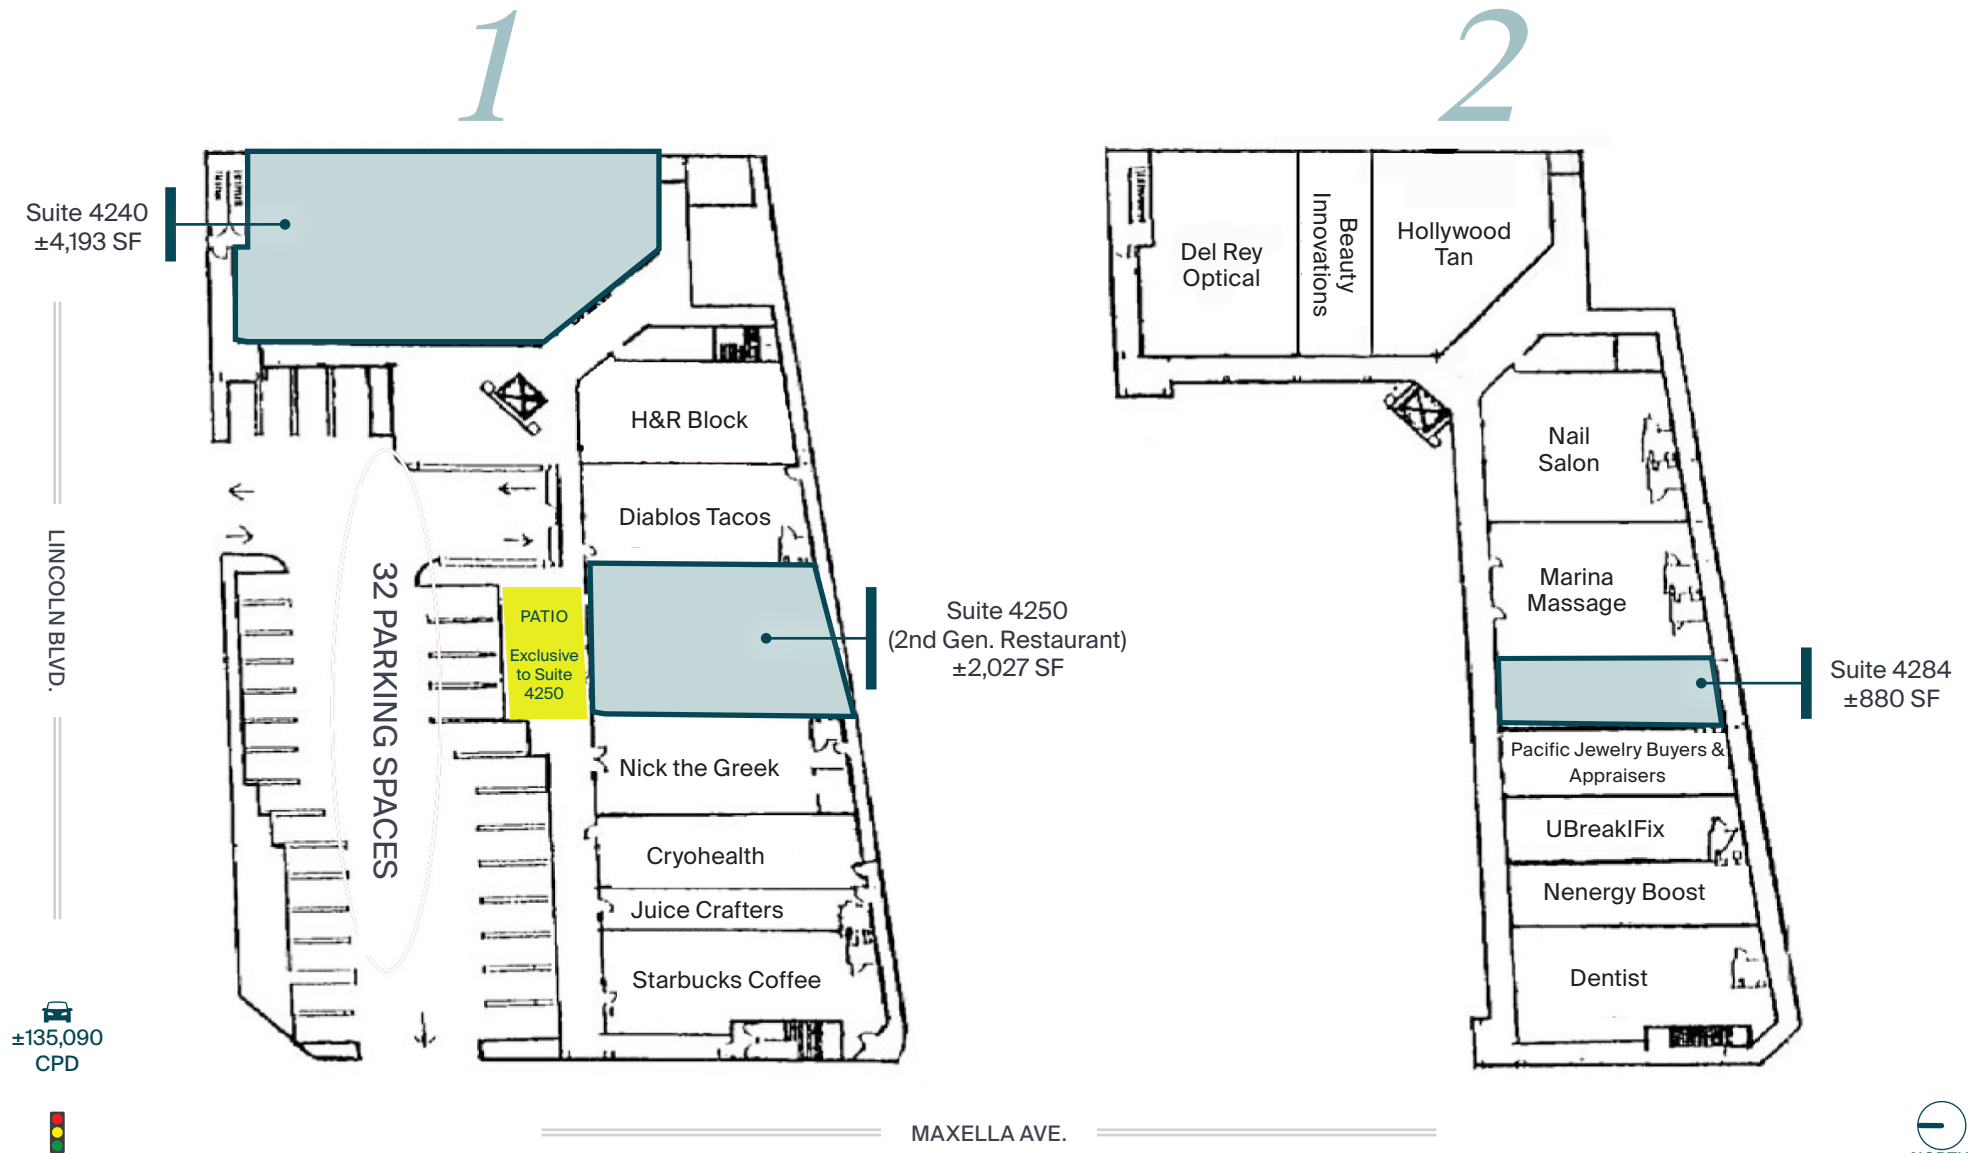 1
2
Suite 4240
±4,193 SF
Del Rey
Optical
Beauty
Innovations
Hollywood
Tan
H&R Block
Diablos Tacos
Nail
Salon
LINCOLN BLVD.
32 PARKING SPACES
PATIO
Exclusive
to Suite
4250
Suite 4250
(2nd Gen. Restaurant)
±2,027 SF
Marina
Massage
Suite 4284
±880 SF
Nick the Greek
Pacific Jewelry Buyers &
Appraisers
Cryohealth
UBreakIFix
Juice Crafters
Nenergy Boost
Starbucks Coffee
Dentist
±135,090
CPD
MAXELLA AVE.
NORTH